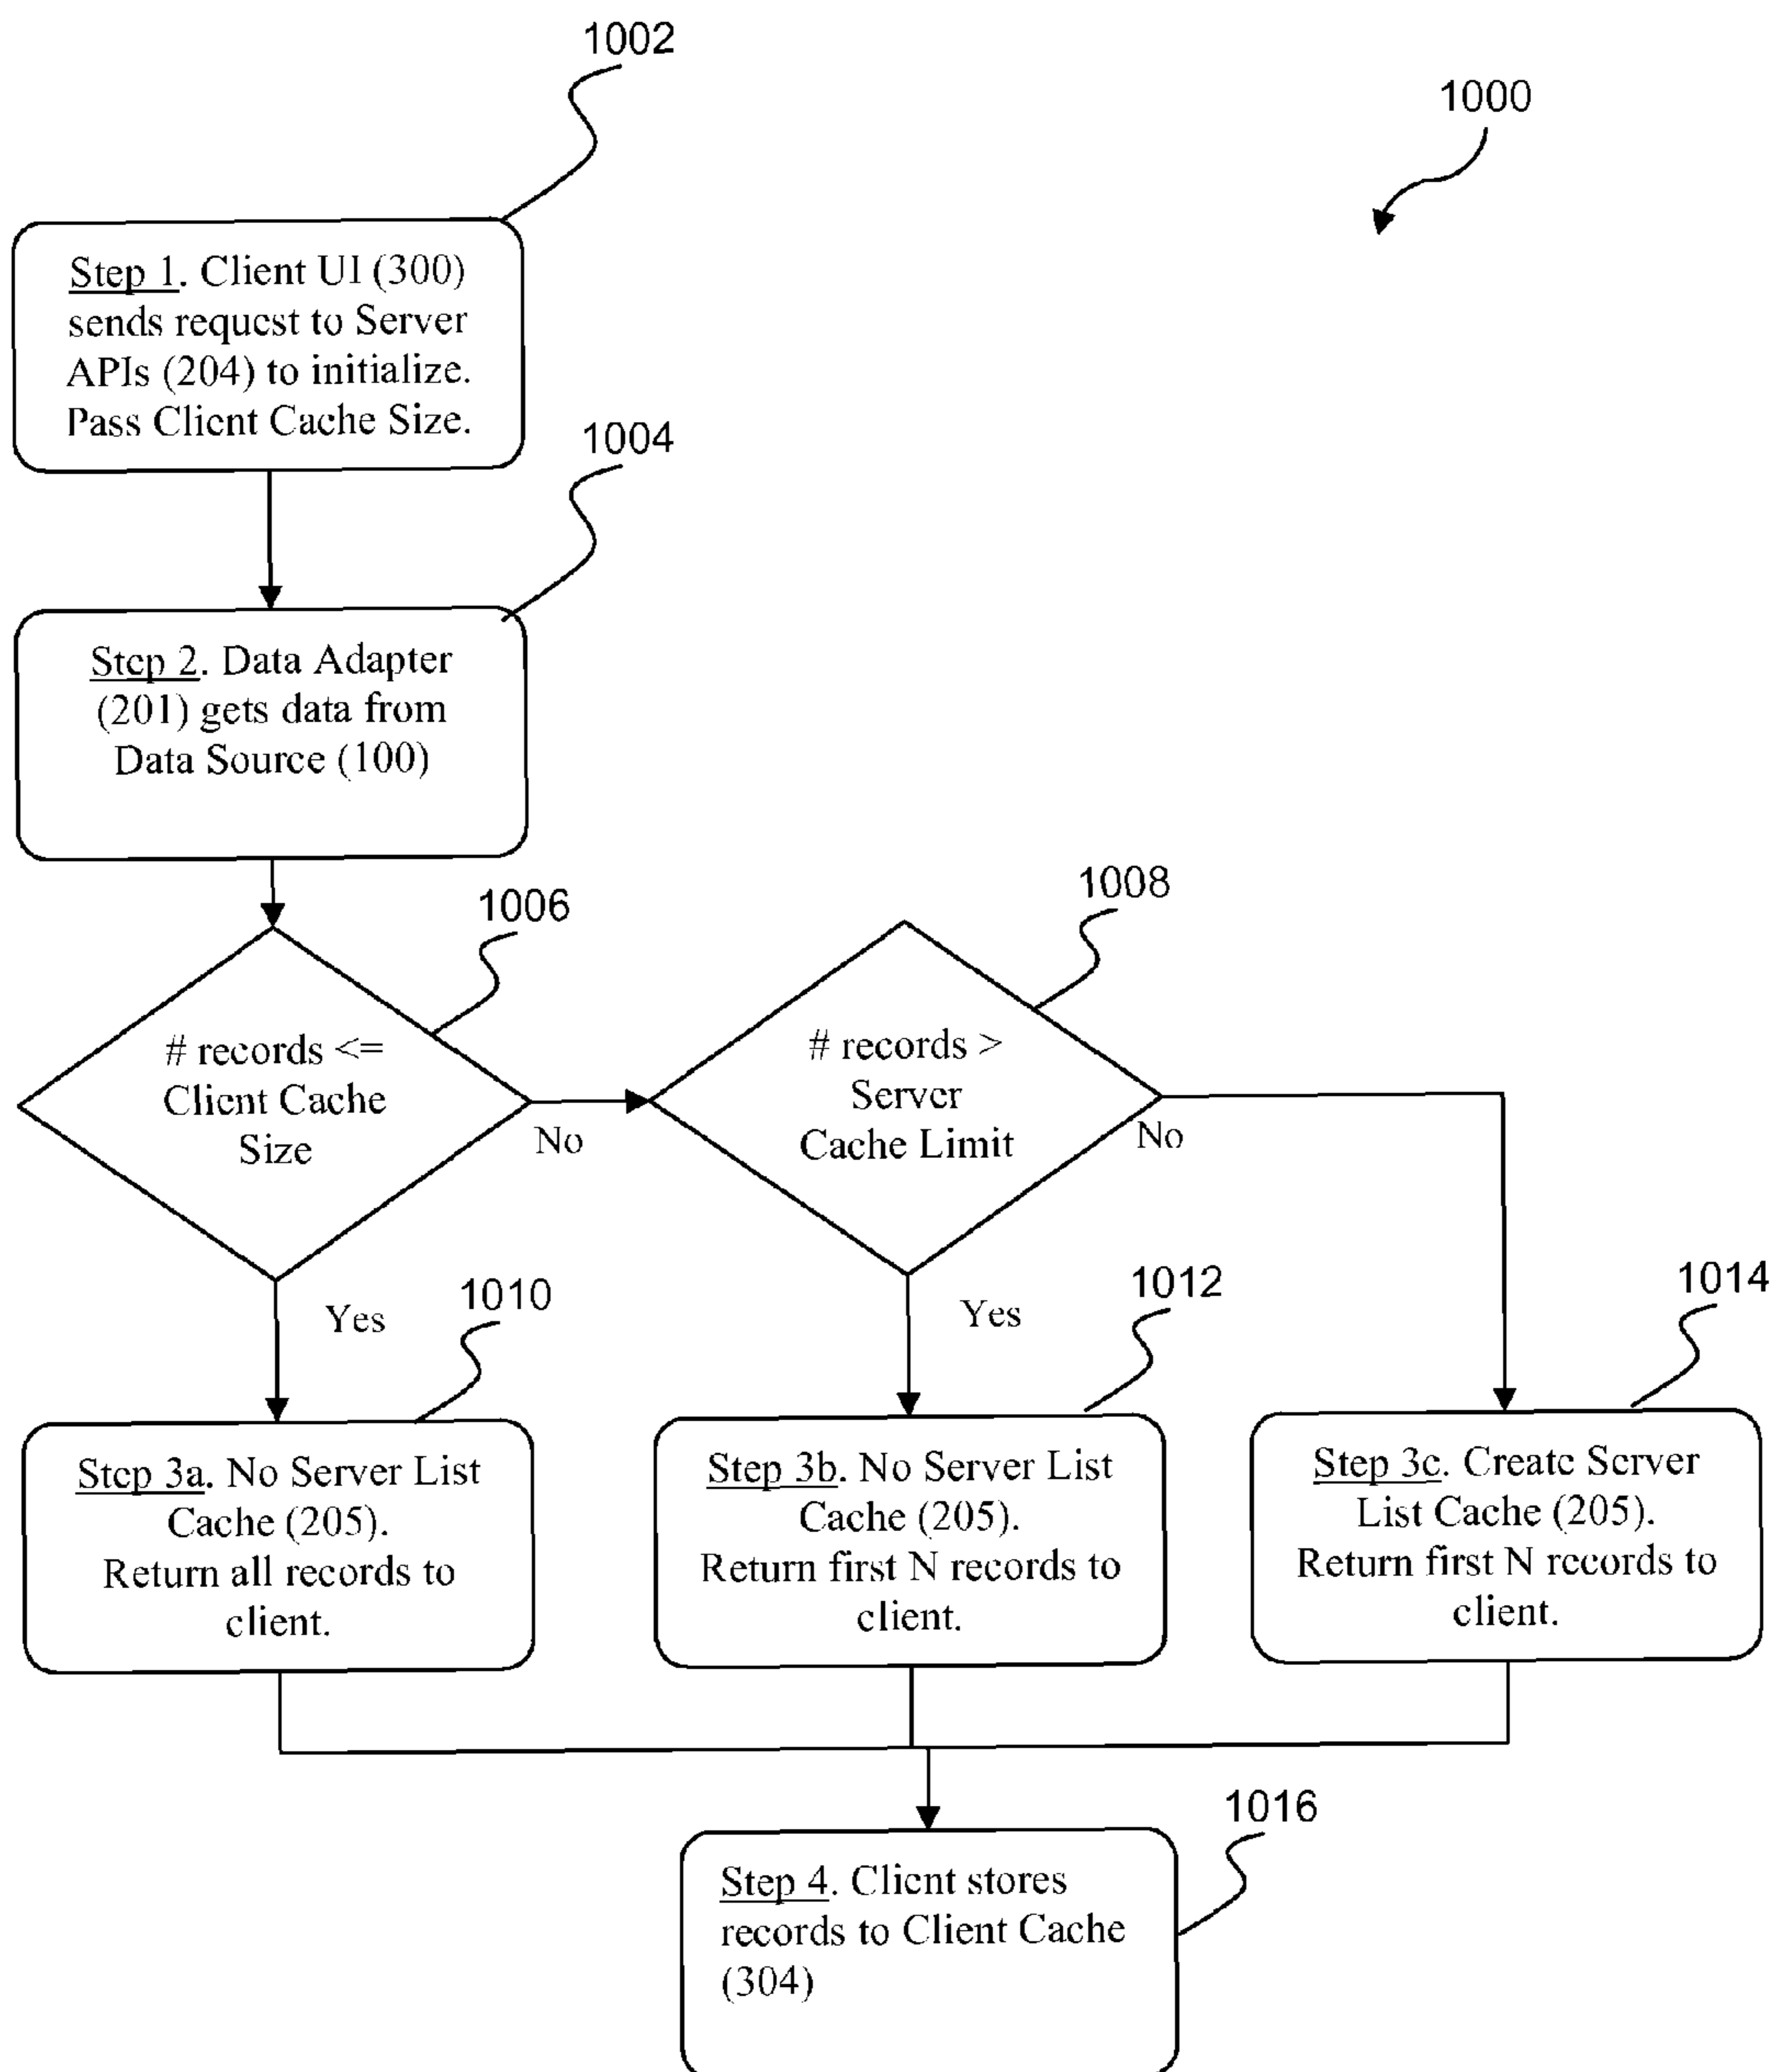 1002
1000
Step 1. Client UI (300)
sends request to Server
APIs (204) to initialize.
Pass Client Cache Size.
1004
Step 2. Data Adapter
(201) gets data from
Data Source (100)
1006
1008
# records <=
Client Cache
Size
No
# records >
Server
Cache Limit
No
Yes
1010
Yes
1012
1014
Step 3a. No Server List
Cache (205).
Return all records to
client.
Step 3b. No Server List
Cache (205).
Return first N records to
client.
Step 3c. Create Server
List Cache (205).
Return first N records to
client.
1016
Step 4. Client stores
records to Client Cache
(304)